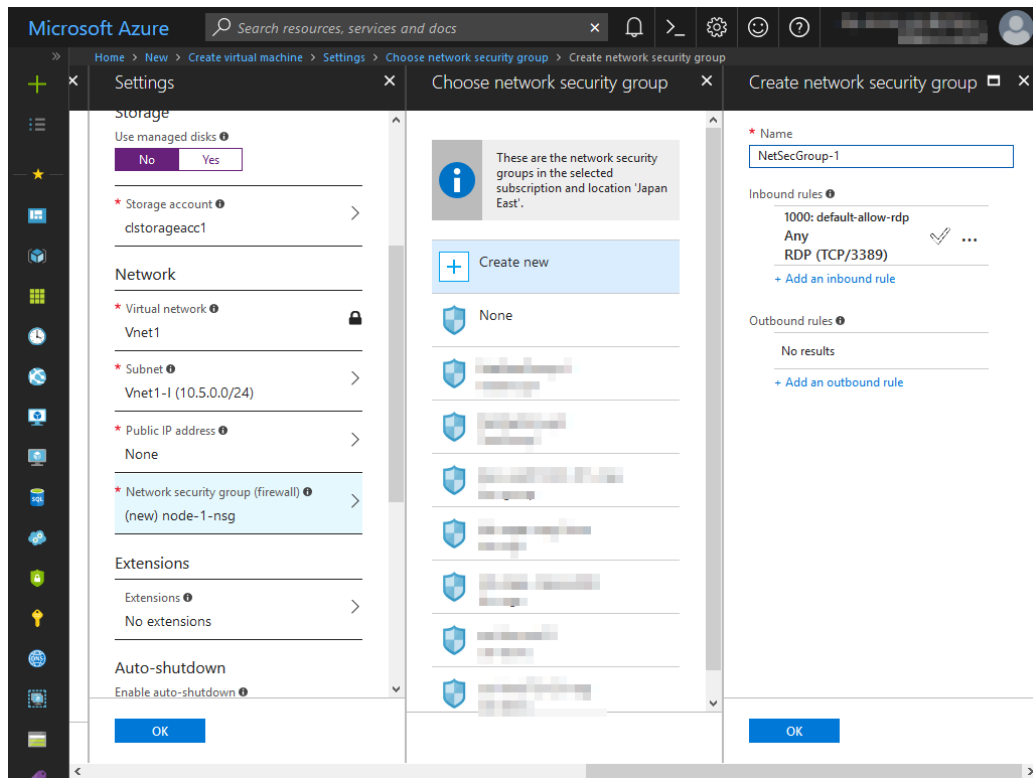 Microsoft Azure
Search resources, services and docs
Home > New > Create virtual machine > Settings > Choose network security group > Create network security group
Settings
Storage
Use managed disks
No Yes
* Storage account
clstorageacc1
Network
* Virtual network
Vnet1
* Subnet
Vnet1-I (10.5.0.0/24)
* Public IP address
None
* Network security group (firewall)
(new) node-1-nsg
Extensions
Extensions
No extensions
Auto-shutdown
Enable auto-shutdown
OK
Choose network security group
These are the network security
groups in the selected
subscription and location 'Japan
East'.
Create new
None
Create network security group
* Name
NetSecGroup-1
Inbound rules
1000: default-allow-rdp
Any
RDP (TCP/3389)
...
+ Add an inbound rule
Outbound rules
No results
+ Add an outbound rule
OK
SQL
DNS